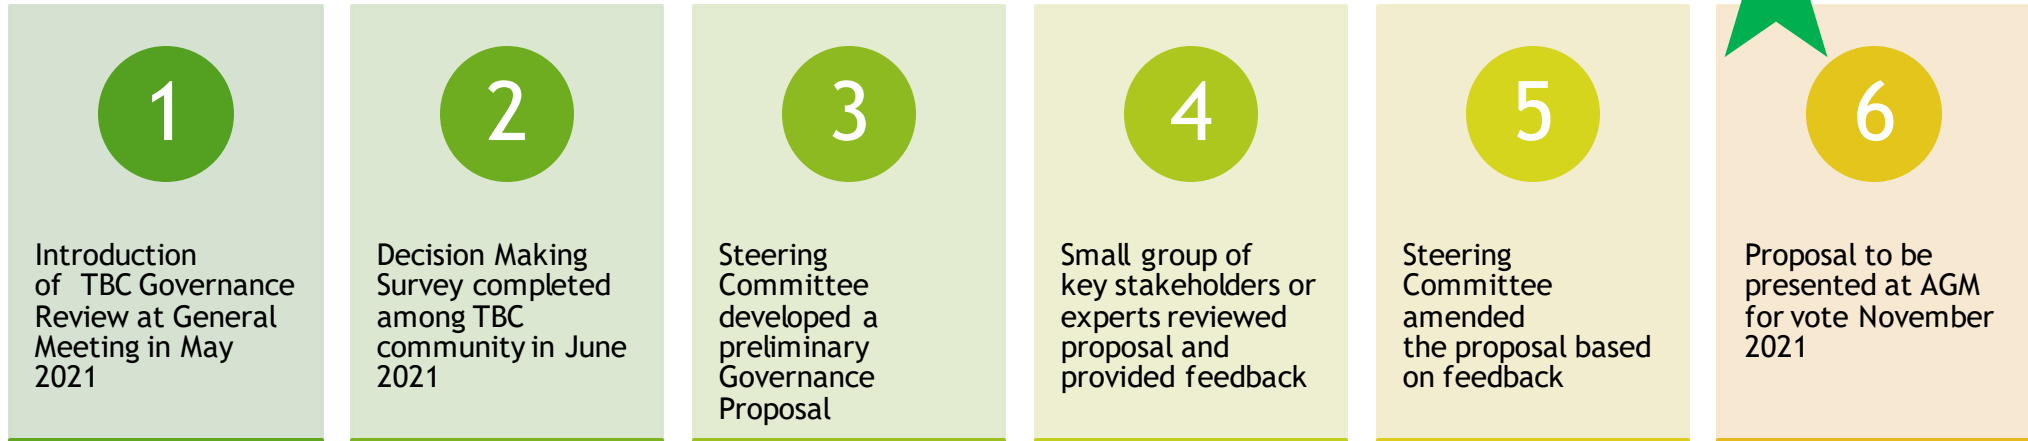 1
Introduction
of TBC Governance
Review at General
Meeting in May
2021
2
Decision Making
Survey completed
among TBC
community in June
2021
3
Steering
Committee
developed a
preliminary
Governance
Proposal
4
Small group of
key stakeholders or
experts reviewed
proposal and
provided feedback
5
Steering
Committee
amended
the proposal based
on feedback
6
Proposal to be
presented at AGM
for vote November
2021